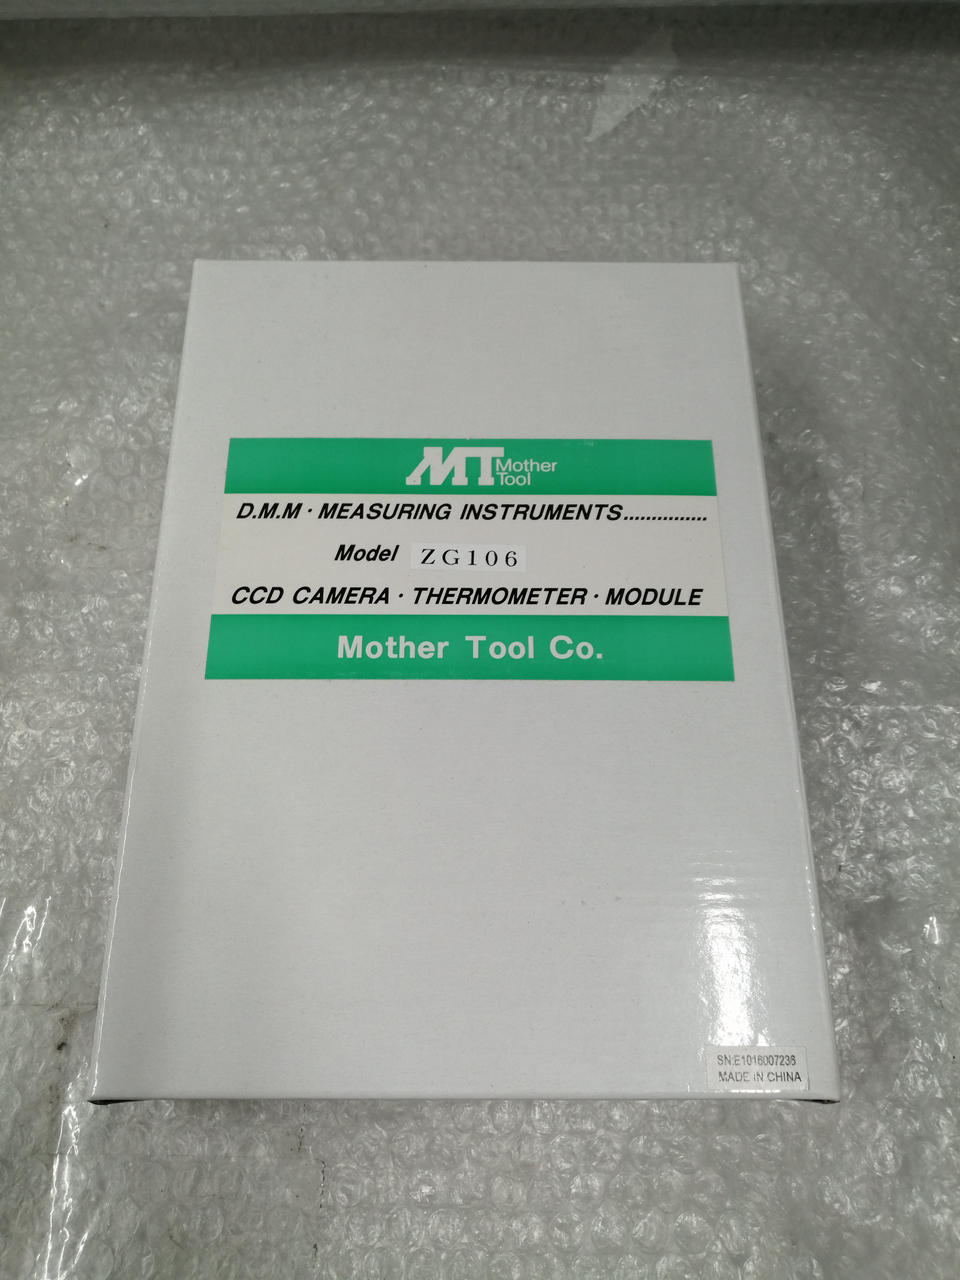 MT Mother
Tool
D.M.M・MEASURING INSTRUMENTS...............
Model ZG106
CCD CAMERA・THERMOMETER・MODULE
Mother Tool Co.
SN:E1016007236
MADE IN CHINA